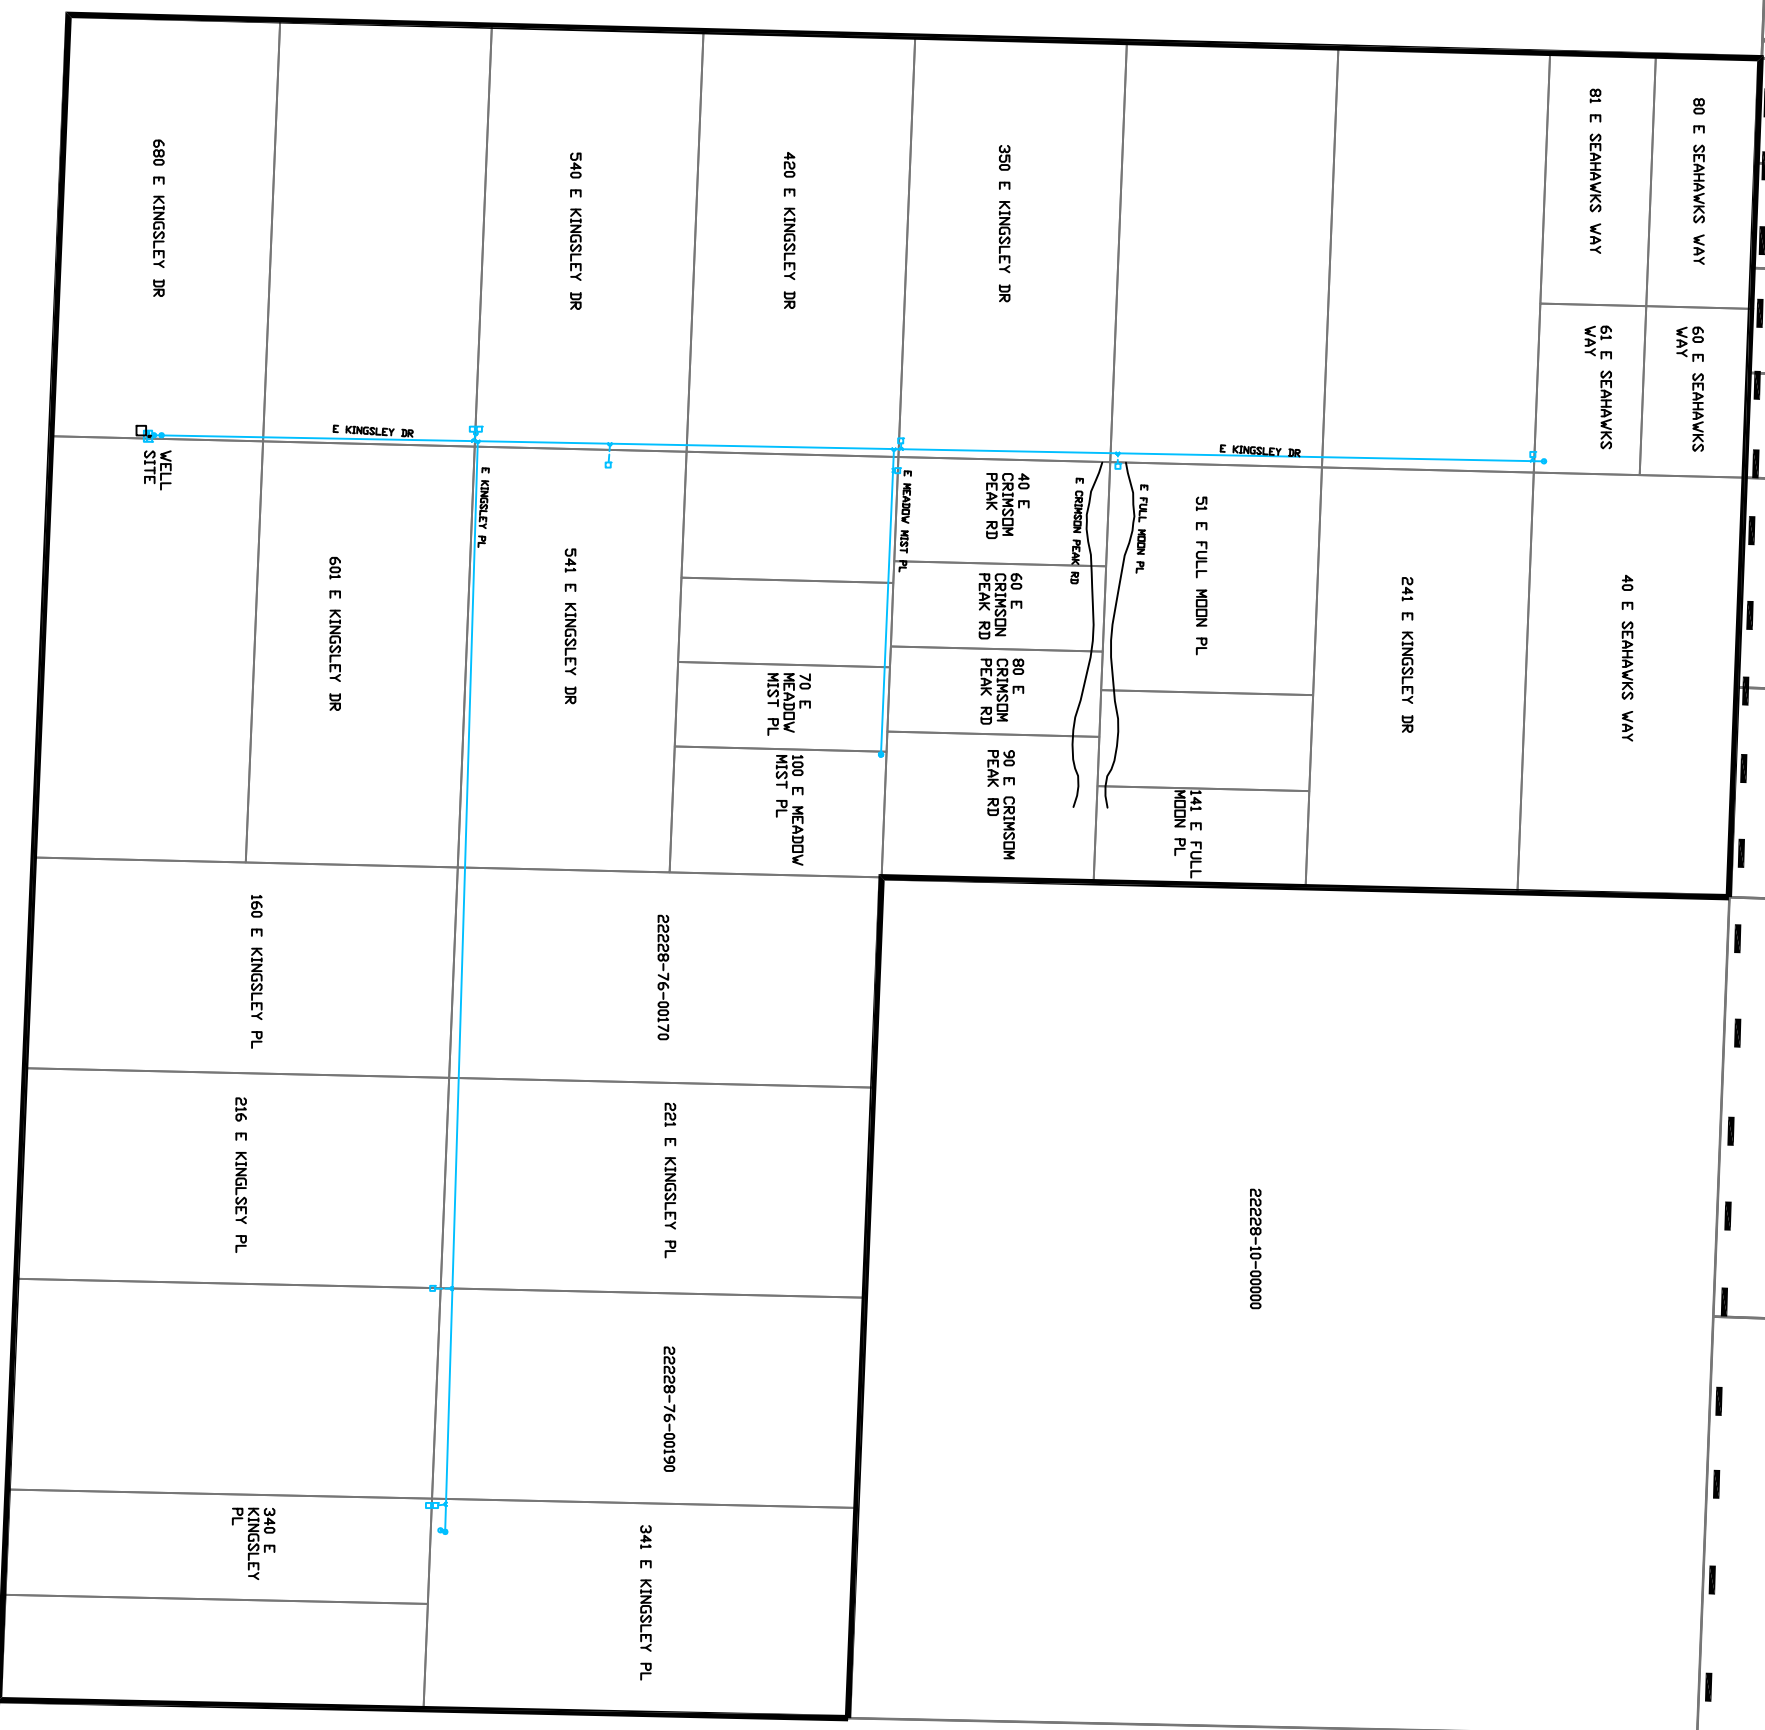 80 E SEAHAWKS WAY
81 E SEAHAWKS WAY
60 E SEAHAWKS
WAY
61 E SEAHAWKS
WAY
350 E KINGSLEY DR
420 E KINGSLEY DR
540 E KINGSLEY DR
680 E KINGSLEY DR
E KINGSLEY DR
E KINGSLEY DR
WELL
SITE
E KINGSLEY PL
E MEADOW MIST PL
E CRIMSON PEAK RD
E FULL MOON PL
40 E SEAHAWKS WAY
241 E KINGSLEY DR
51 E FULL MOON PL
141 E FULL
MOON PL
40 E
CRIMSOM
PEAK RD
60 E
CRIMSON
PEAK RD
80 E
CRIMSOM
PEAK RD
90 E CRIMSOM
PEAK RD
70 E
MEADOW
MIST PL
100 E MEADOW
MIST PL
541 E KINGSLEY DR
601 E KINGSLEY DR
22228-76-00170
160 E KINGSLEY PL
221 E KINGSLEY PL
216 E KINGLSEY PL
22228-10-00000
22228-76-00190
341 E KINGSLEY PL
340 E
KINGSLEY
PL